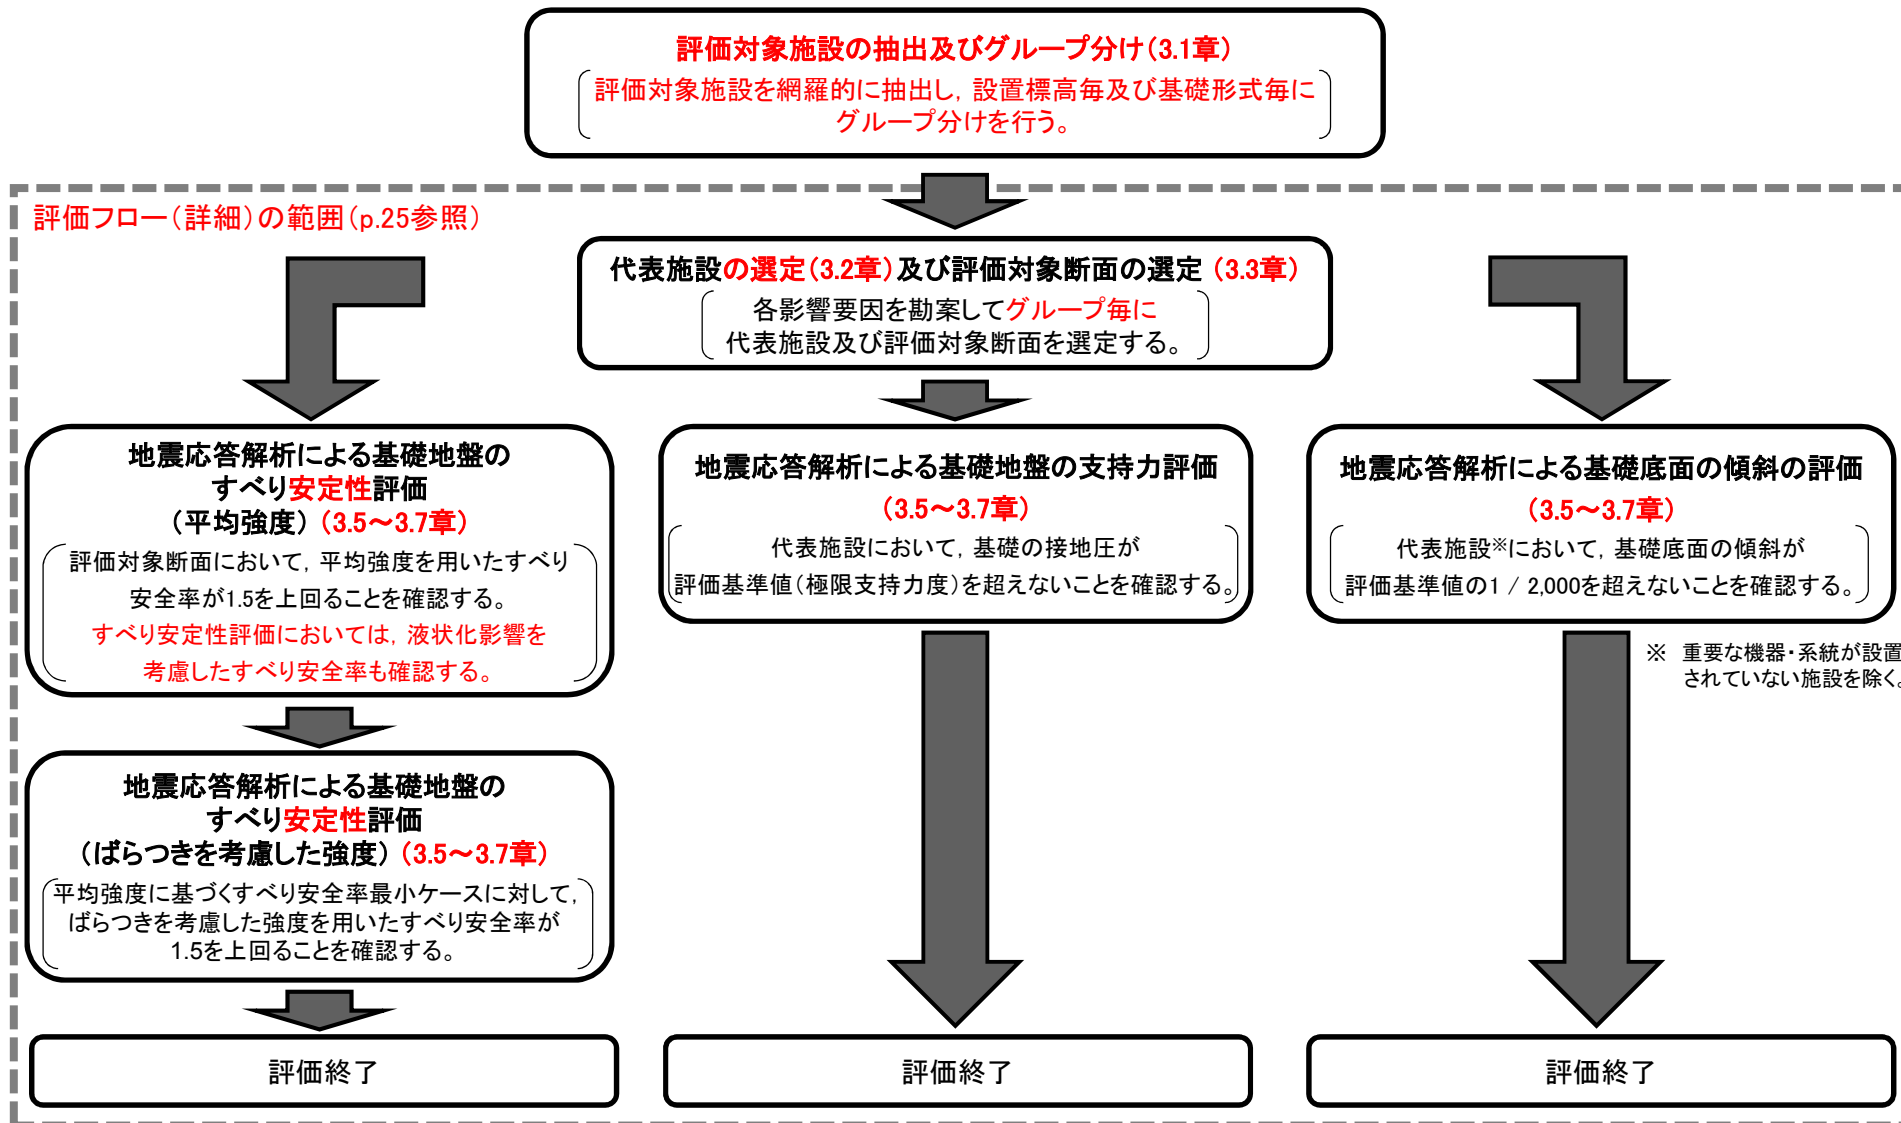 評価対象施設の抽出及びグループ分け(3.1章)
評価対象施設を網羅的に抽出し,設置標高毎及び基礎形式毎に
グループ分けを行う。
評価フロー(詳細)の範囲(p.25参照)
代表施設の選定(3.2章)及び評価対象断面の選定 (3.3章)
各影響要因を勘案してグループ毎に
代表施設及び評価対象断面を選定する。
地震応答解析による基礎地盤の
すべり安定性評価
(平均強度) (3.5～3.7章)
評価対象断面において,平均強度を用いたすべり
安全率が1.5を上回ることを確認する。
すべり安定性評価においては,液状化影響を
考慮したすべり安全率も確認する。
地震応答解析による基礎地盤の
すべり安定性評価
(ばらつきを考慮した強度) (3.5～3.7章)
平均強度に基づくすべり安全率最小ケースに対して,
ばらつきを考慮した強度を用いたすべり安全率が
1.5を上回ることを確認する。
評価終了
地震応答解析による基礎地盤の支持力評価
(3.5～3.7章)
代表施設において,基礎の接地圧が
評価基準値(極限支持力度)を超えないことを確認する。
評価終了
地震応答解析による基礎底面の傾斜の評価
(3.5～3.7章)
代表施設※において,基礎底面の傾斜が
評価基準値の1 / 2,000を超えないことを確認する。
※ 重要な機器・系統が設置
されていない施設を除く。
評価終了